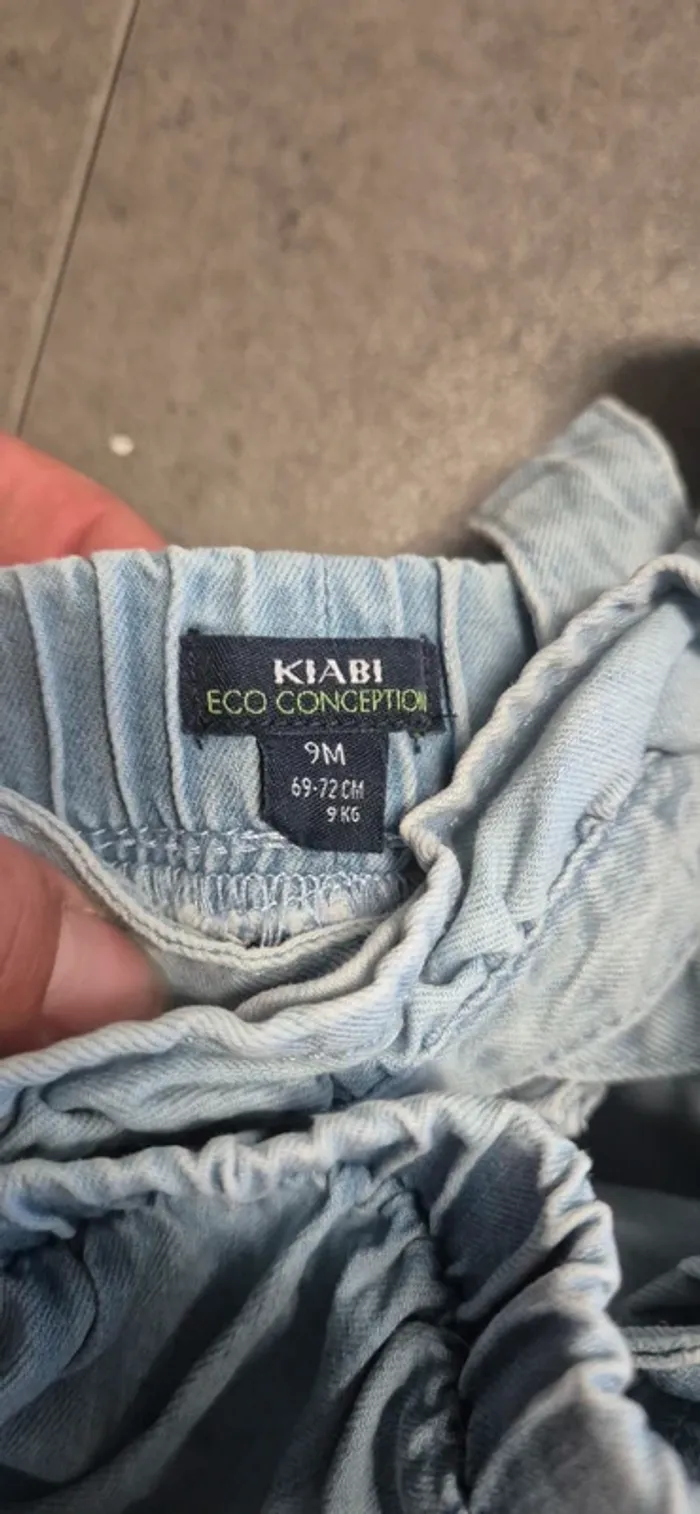 KIABI
ECO CONCEPTION
9M
69-72 CM
9 KG